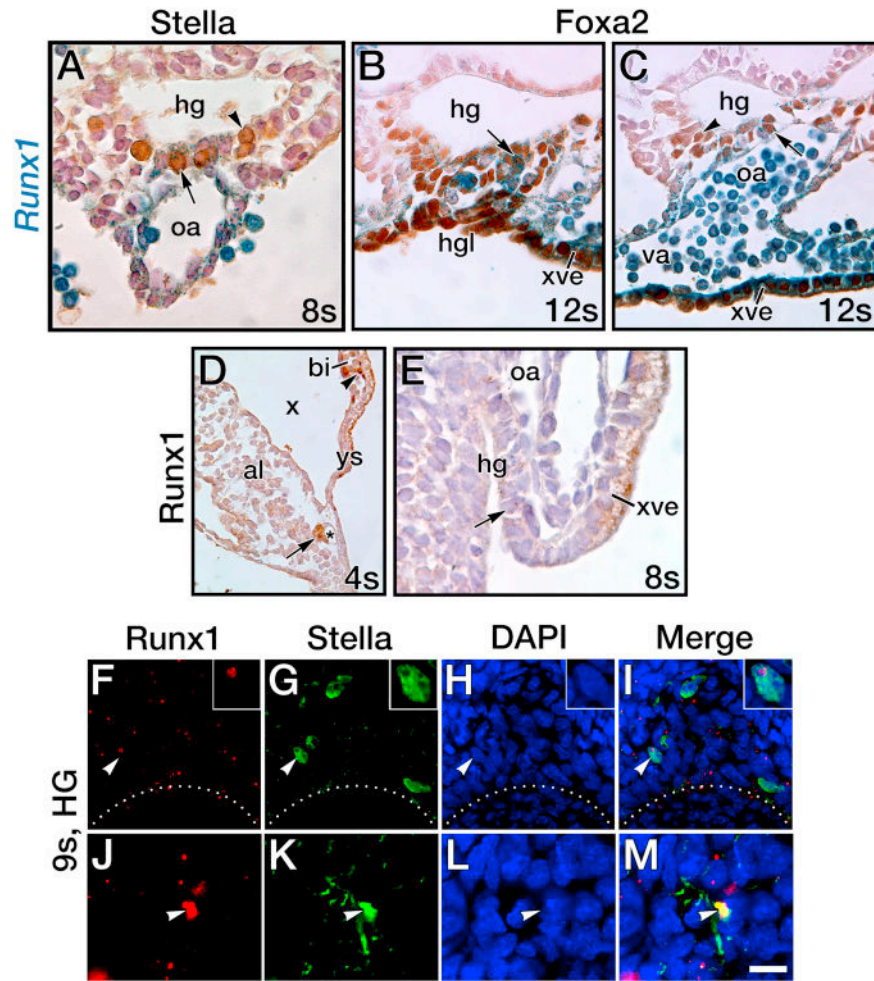 Stella Foxa2
Runx1
A hg oa 8s
B hg hgl xve 12s
C hg oa va xve 12s
Runx1
D bi x ys al * 4s
E oa hg xve 8s
Runx1 Stella DAPI Merge
9s, HG
F G H I
J K L M